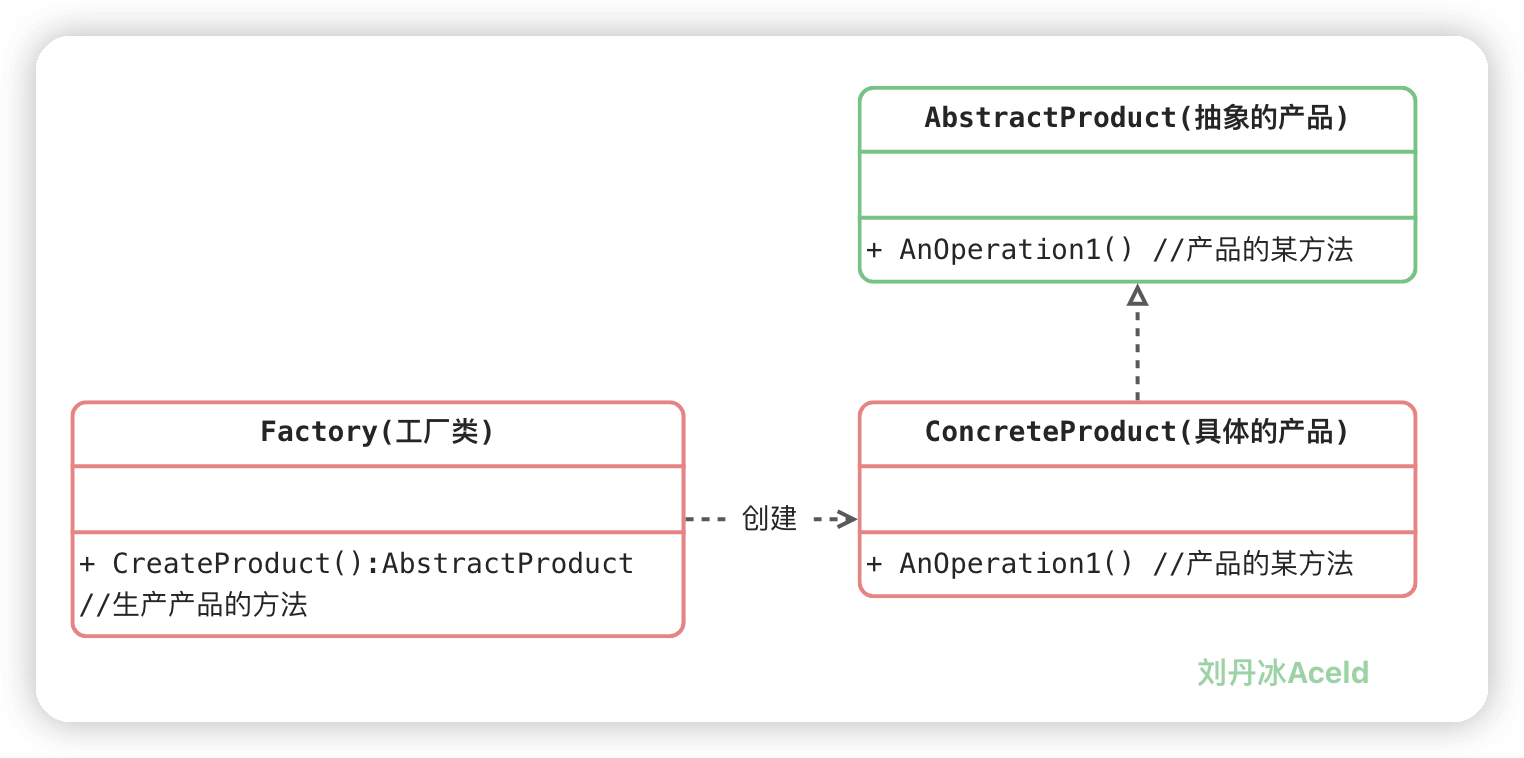 AbstractProduct(抽象的产品)
+ AnOperation1() //产品的某方法
Factory(工厂类)
+ CreateProduct():AbstractProduct
//生产产品的方法
创建
ConcreteProduct(具体的产品)
+ AnOperation1() //产品的某方法
刘丹冰Aceld